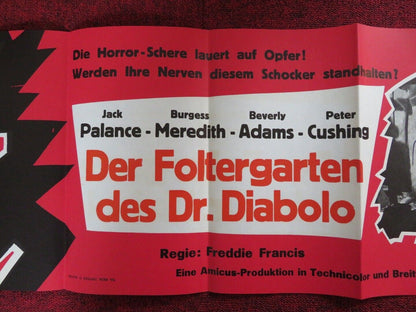 Die Horror-Schere lauert auf Opfer!
Werden Ihre Nerven diesem Schocker standhalten?
Jack Burgess Beverly Peter
Palance - Meredith - Adams - Cushing
Der Foltergarten
des Dr. Diabolo
Regie: Freddie Francis
Eine Amicus-Produktion in Technicolor und Breit